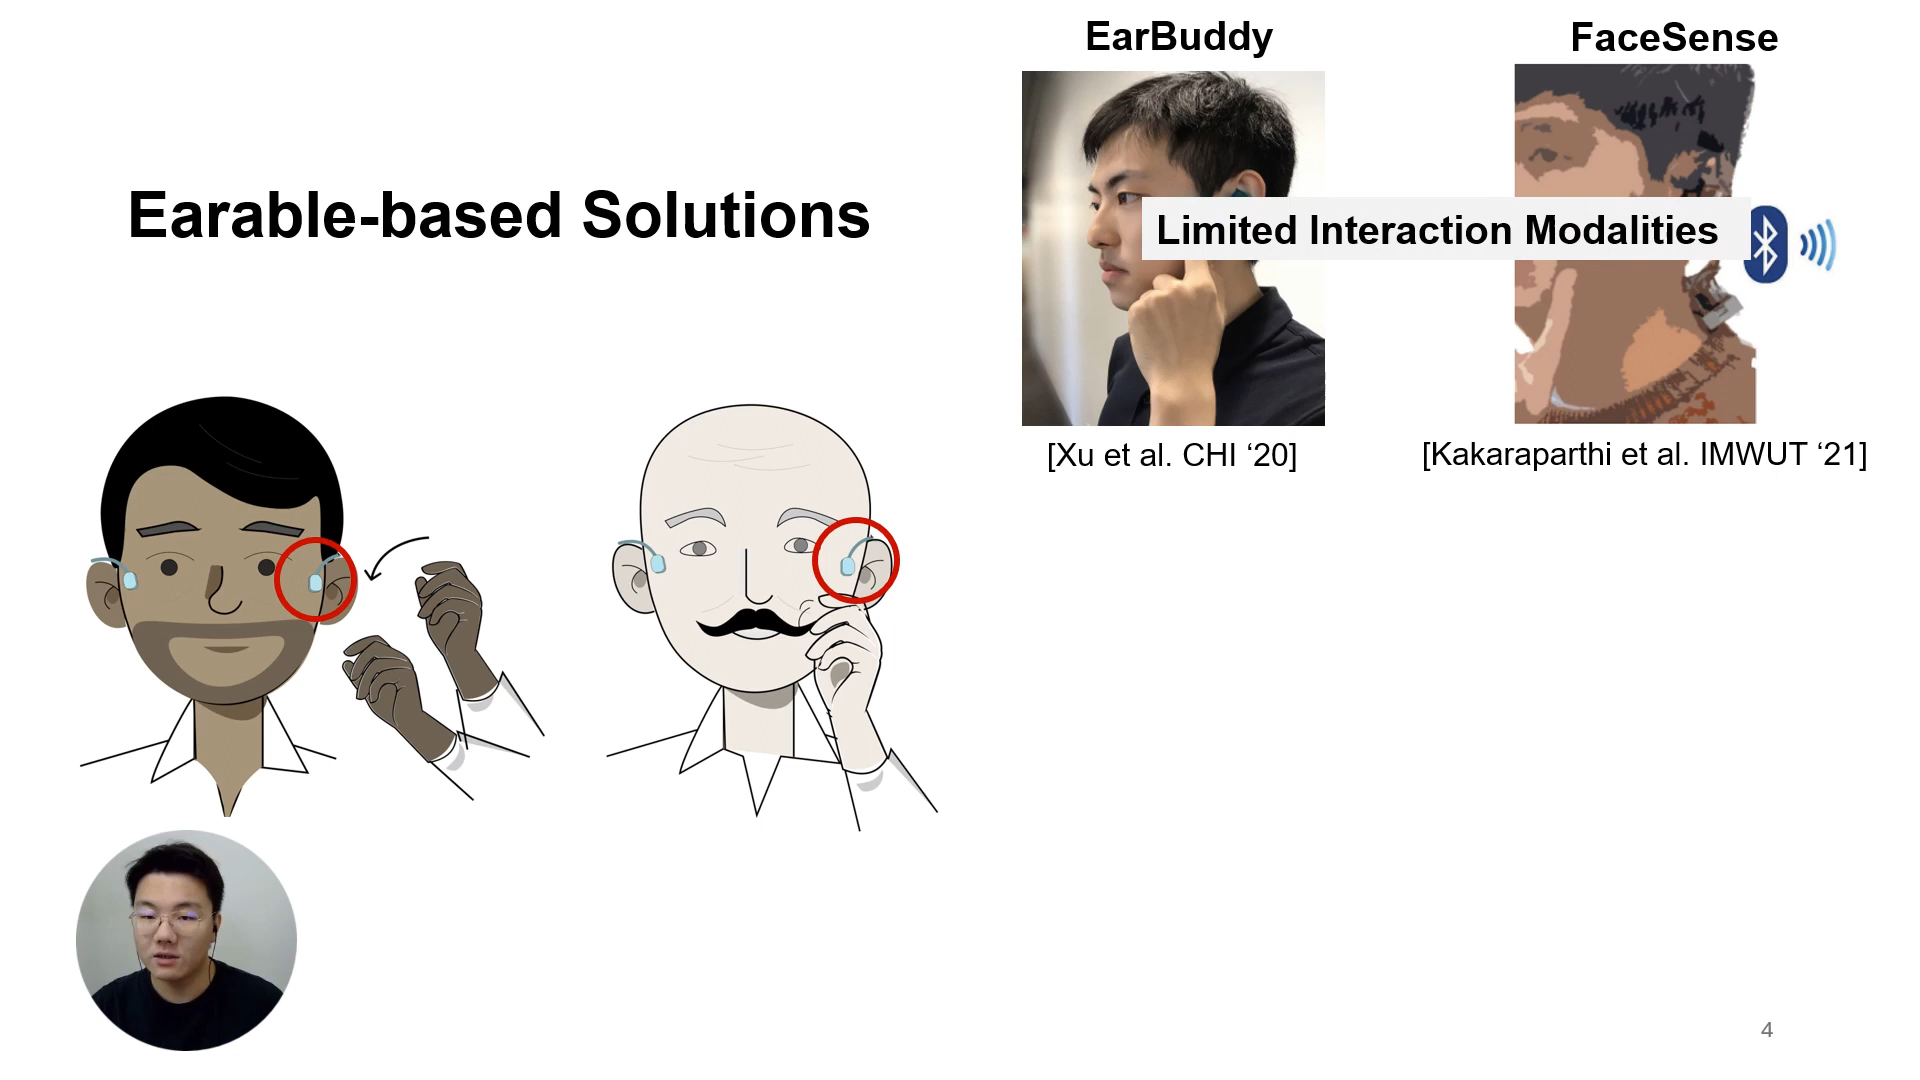 Earable-based Solutions
EarBuddy
FaceSense
Limited Interaction Modalities
[Xu et al. CHI ‘20]
[Kakaraparthi et al. IMWUT ‘21]
4